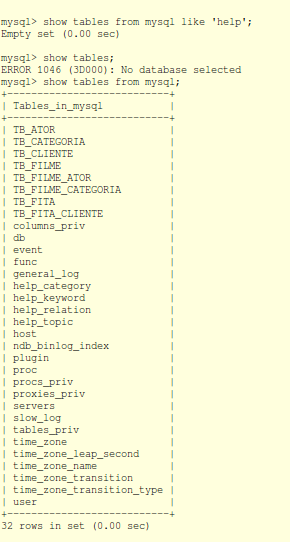 mysql> show tables from mysql like 'help';
Empty set (0.00 sec)

mysql> show tables;
ERROR 1046 (3D000): No database selected
mysql> show tables from mysql;
+---------------------------+
| Tables_in_mysql           |
+---------------------------+
| TB_ATOR                   |
| TB_CATEGORIA              |
| TB_CLIENTE                |
| TB_FILME                  |
| TB_FILME_ATOR             |
| TB_FILME_CATEGORIA        |
| TB_FITA                   |
| TB_FITA_CLIENTE           |
| columns_priv              |
| db                        |
| event                     |
| func                      |
| general_log               |
| help_category             |
| help_keyword              |
| help_relation             |
| help_topic                |
| host                      |
| ndb_binlog_index          |
| plugin                    |
| proc                      |
| procs_priv                |
| proxies_priv              |
| servers                   |
| slow_log                  |
| tables_priv               |
| time_zone                 |
| time_zone_leap_second     |
| time_zone_name            |
| time_zone_transition      |
| time_zone_transition_type |
| user                      |
+---------------------------+
32 rows in set (0.00 sec)